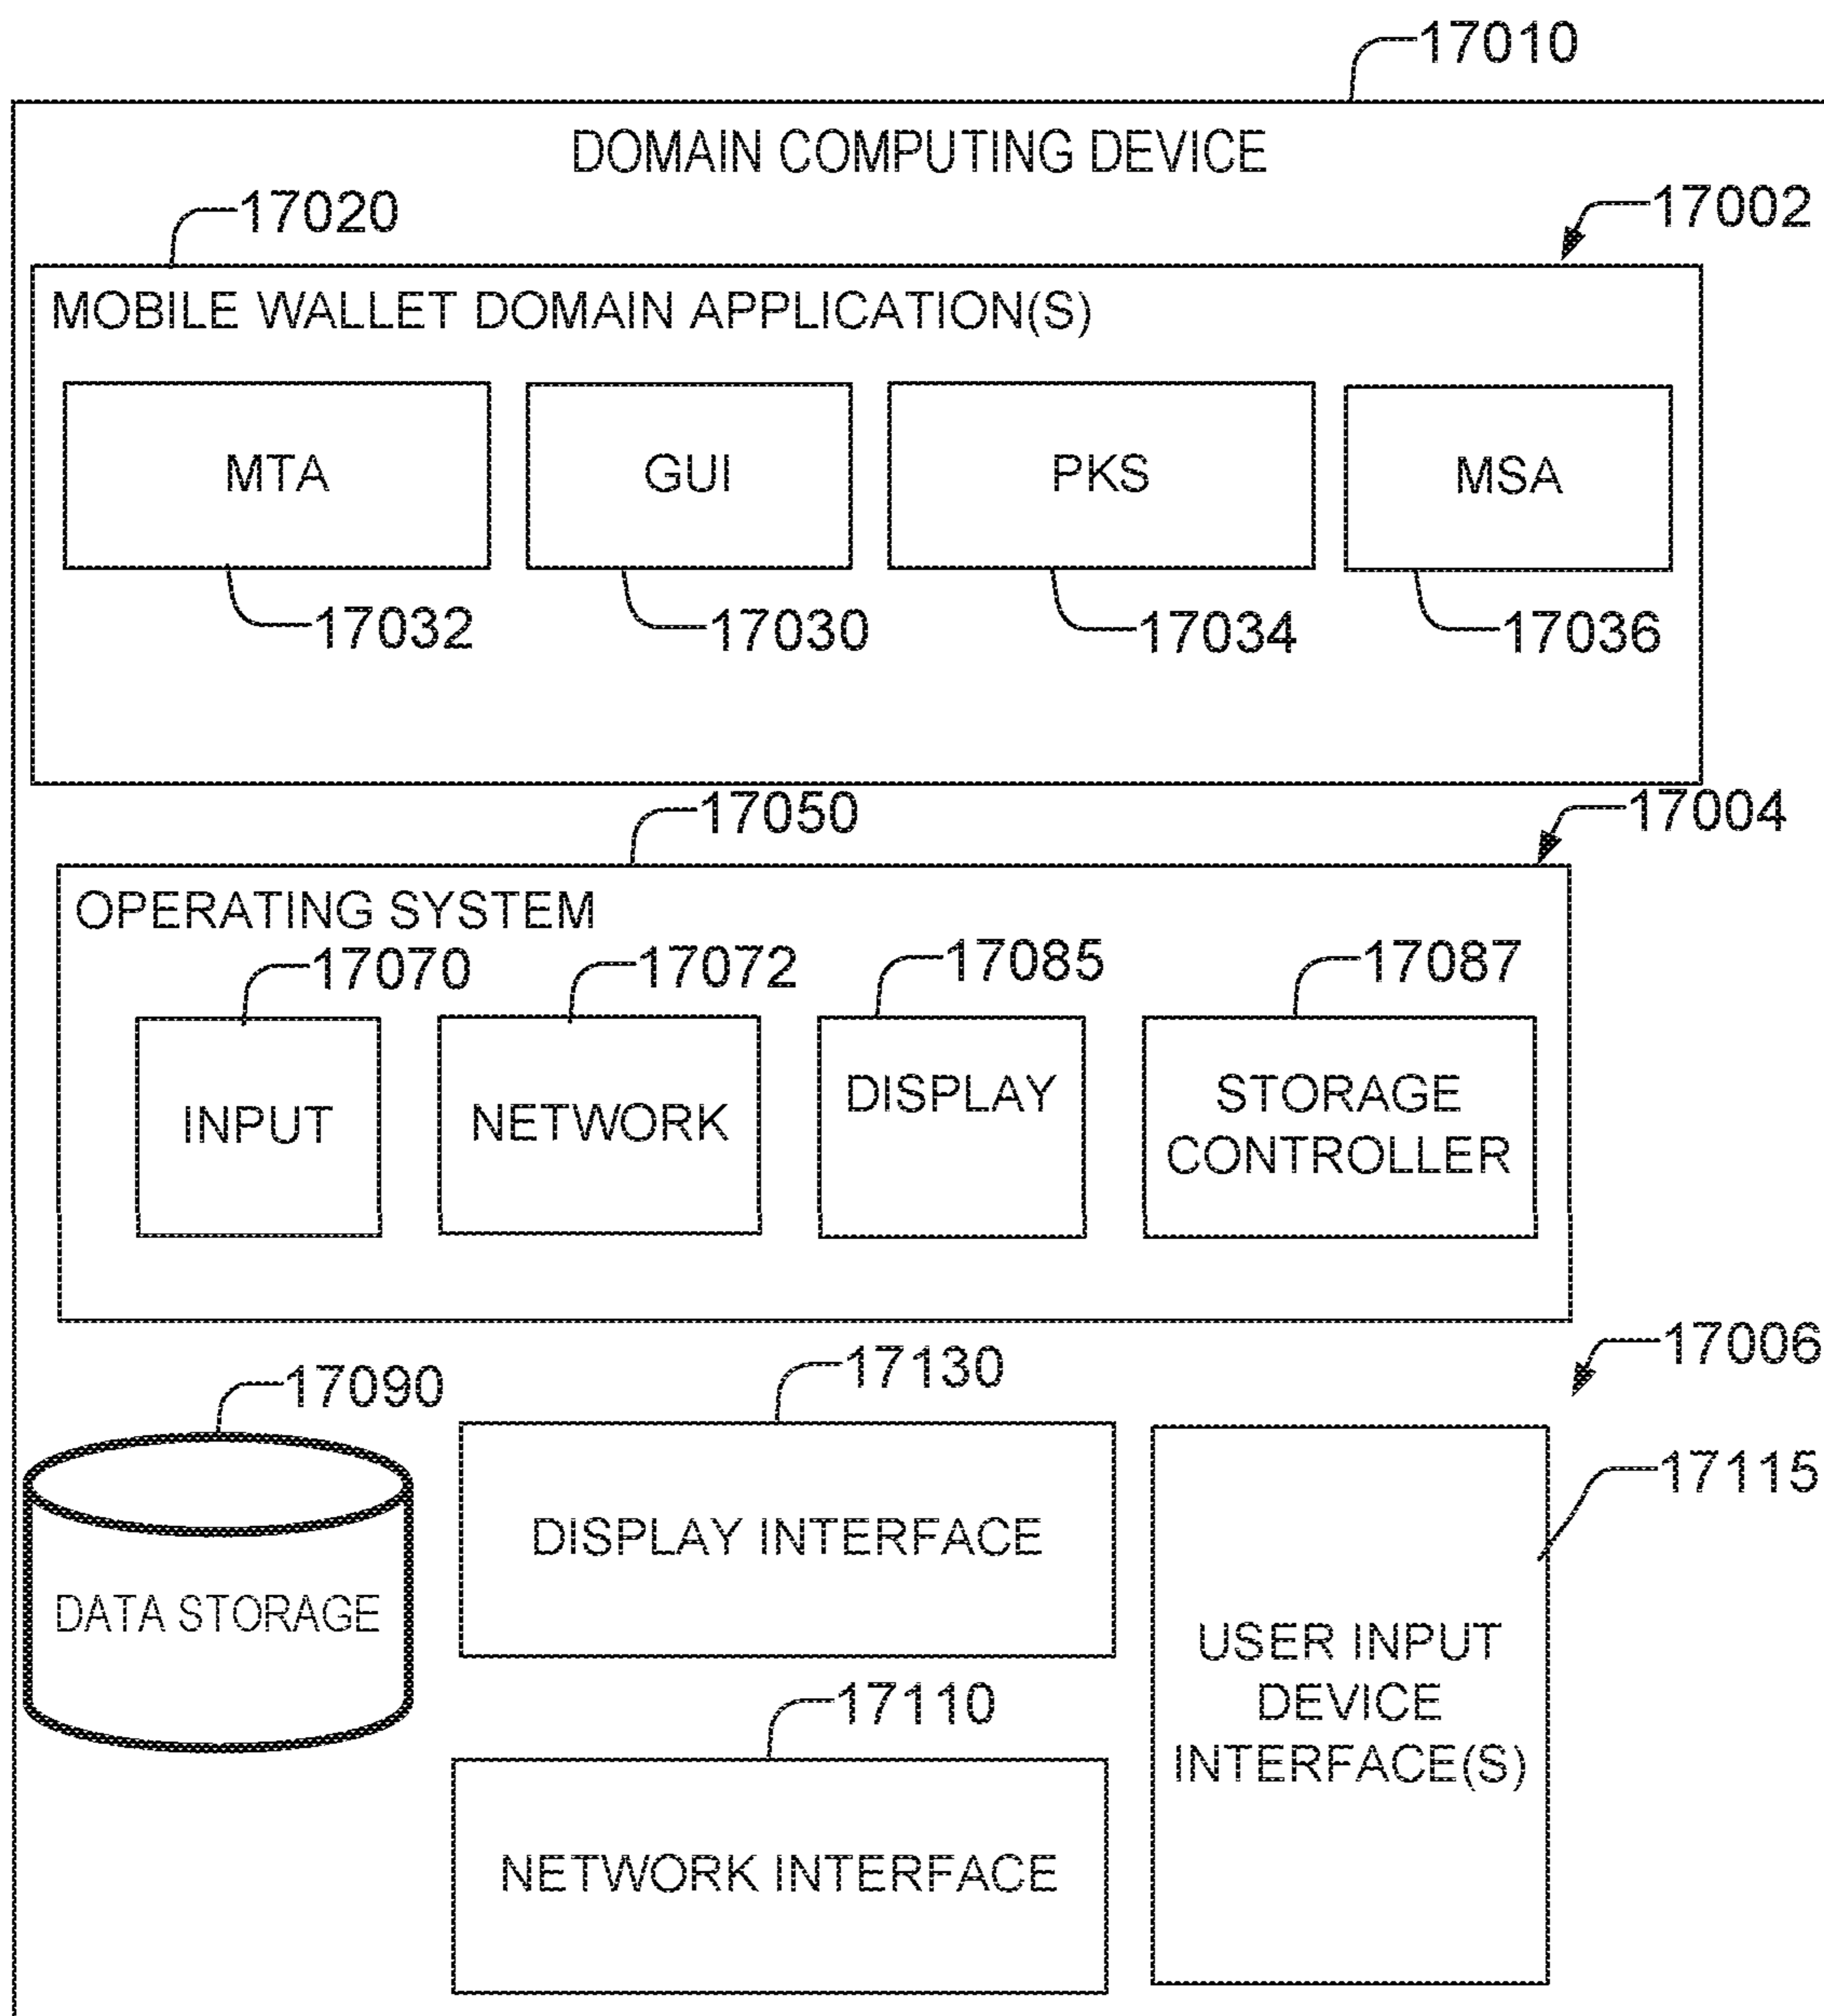 17010
DOMAIN COMPUTING DEVICE
17020
17002
MOBILE WALLET DOMAIN APPLICATION(S)
MTA
GUI
PKS
MSA
17032
17030
17034
17036
17050
17004
OPERATING SYSTEM
17070
17072
17085
17087
INPUT
NETWORK
DISPLAY
STORAGE
CONTROLLER
17006
17090
17130
17115
DISPLAY INTERFACE
DATA STORAGE
USER INPUT
DEVICE
INTERFACE(S)
17110
NETWORK INTERFACE